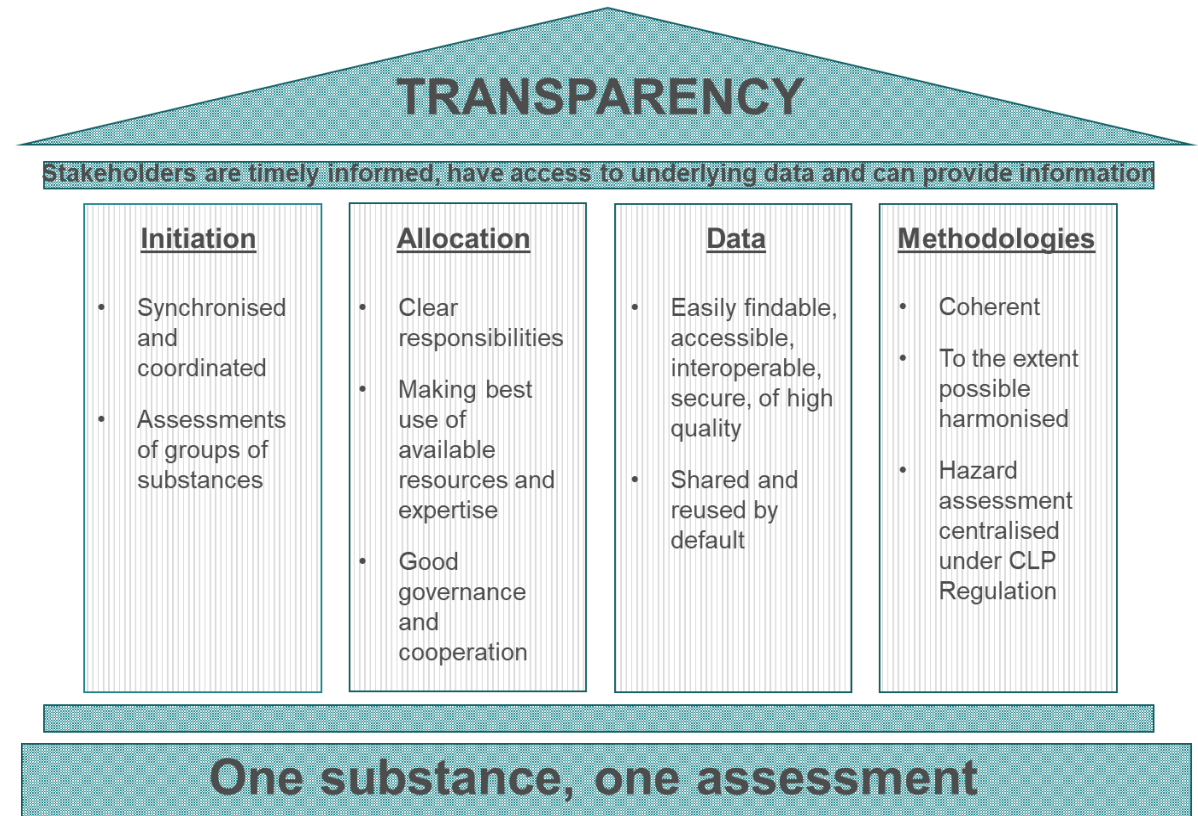 TRANSPARENCY
Stakeholders are timely informed, have access to underlying data and can provide information
Initiation
• Synchronised
and
coordinated
• Assessments
of groups of
substances
Allocation
• Clear
responsibilities
• Making best
use of
available
resources and
expertise
• Good
governance
and
cooperation
Data
• Easily findable,
accessible,
interoperable,
secure, of high
quality
• Shared and
reused by
default
Methodologies
• Coherent
• To the extent
possible
harmonised
• Hazard
assessment
centralised
under CLP
Regulation
One substance, one assessment